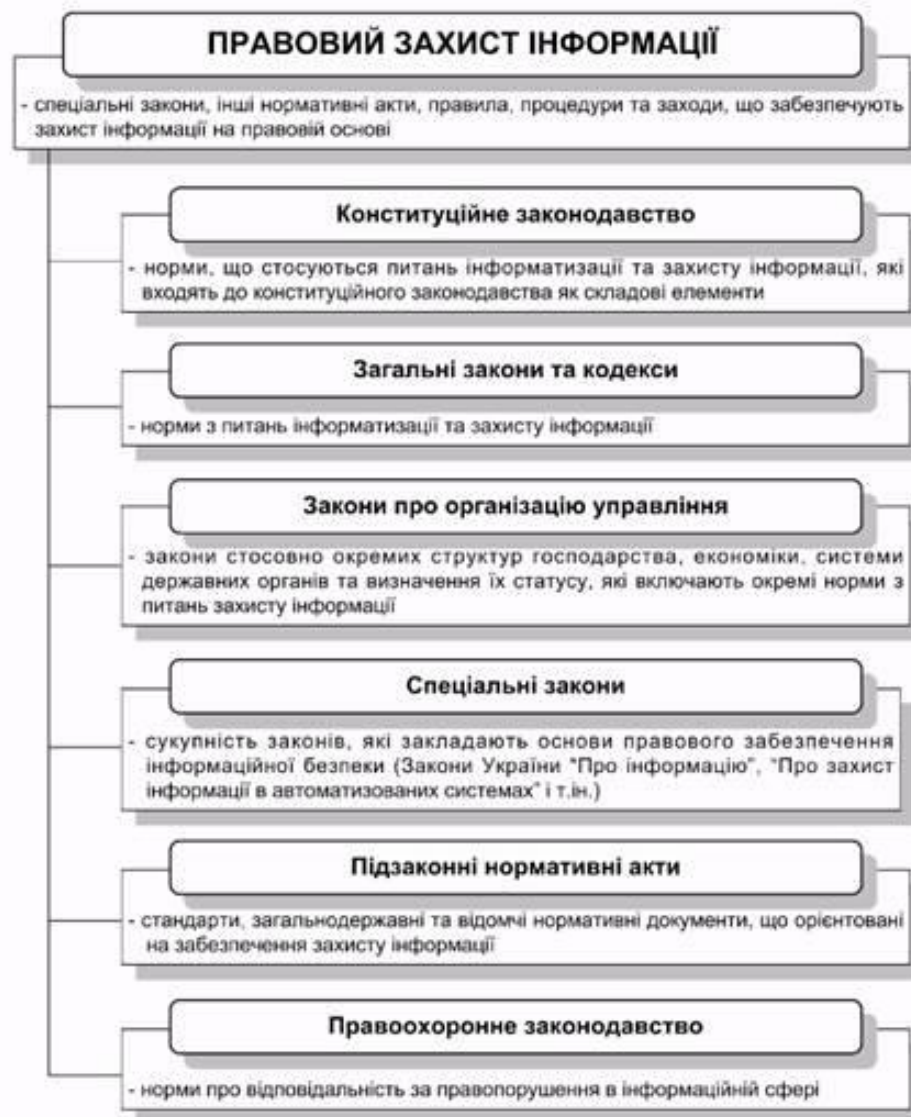 ПРАВОВИЙ ЗАХИСТ ІНФОРМАЦІЇ
- спеціальні закони, інші нормативні акти, правила, процедури та заходи, що забезпечують
захист інформації на правовій основі
Конституційне законодавство
- норми, що стосуються питань інформатизації та захисту інформації, які
входять до конституційного законодавства як складові елементи
Загальні закони та кодекси
- норми з питань інформатизації та захисту інформації
Закони про організацію управління
- закони стосовно окремих структур господарства, економіки, системи
державних органів та визначення їх статусу, які включають окремі норми з
питань захисту інформації
Спеціальні закони
- сукупність законів, які закладають основи правового забезпечення
інформаційної безпеки (Закони України "Про інформацію", "Про захист
інформації в автоматизованих системах" і т.ін.)
Підзаконні нормативні акти
- стандарти, загальнодержавні та відомчі нормативні документи, що орієнтовані
на забезпечення захисту інформації
Правоохоронне законодавство
- норми про відповідальність за правопорушення в інформаційній сфері